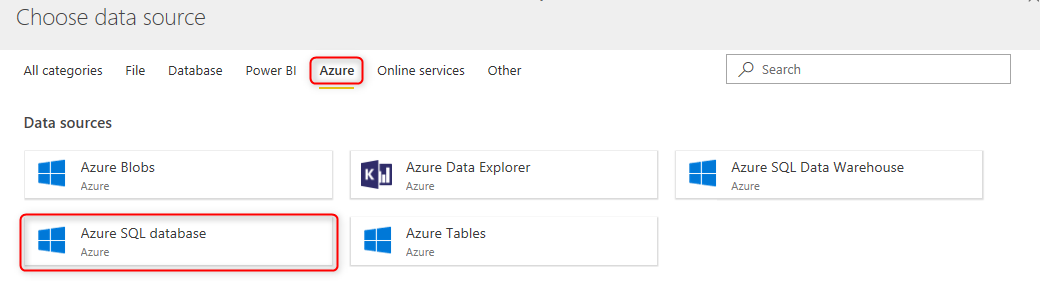 Choose data source
All categories File Database Power BI Azure Online services Other Search
Data sources
Azure Blobs
Azure
Azure Data Explorer
Azure
Azure SQL Data Warehouse
Azure
Azure SQL database
Azure
Azure Tables
Azure